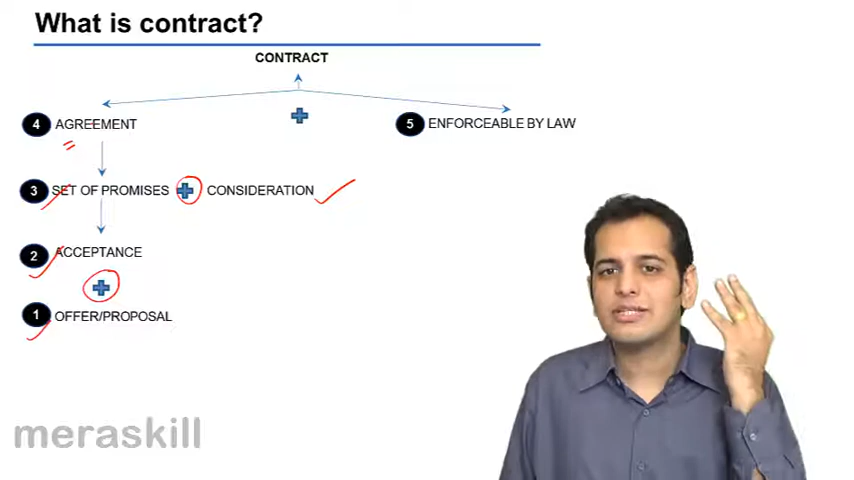 What is contract?
CONTRACT
4 AGREEMENT
5 ENFORCEABLE BY LAW
3 SET OF PROMISES CONSIDERATION
2 ACCEPTANCE
1 OFFER/PROPOSAL
meraskill